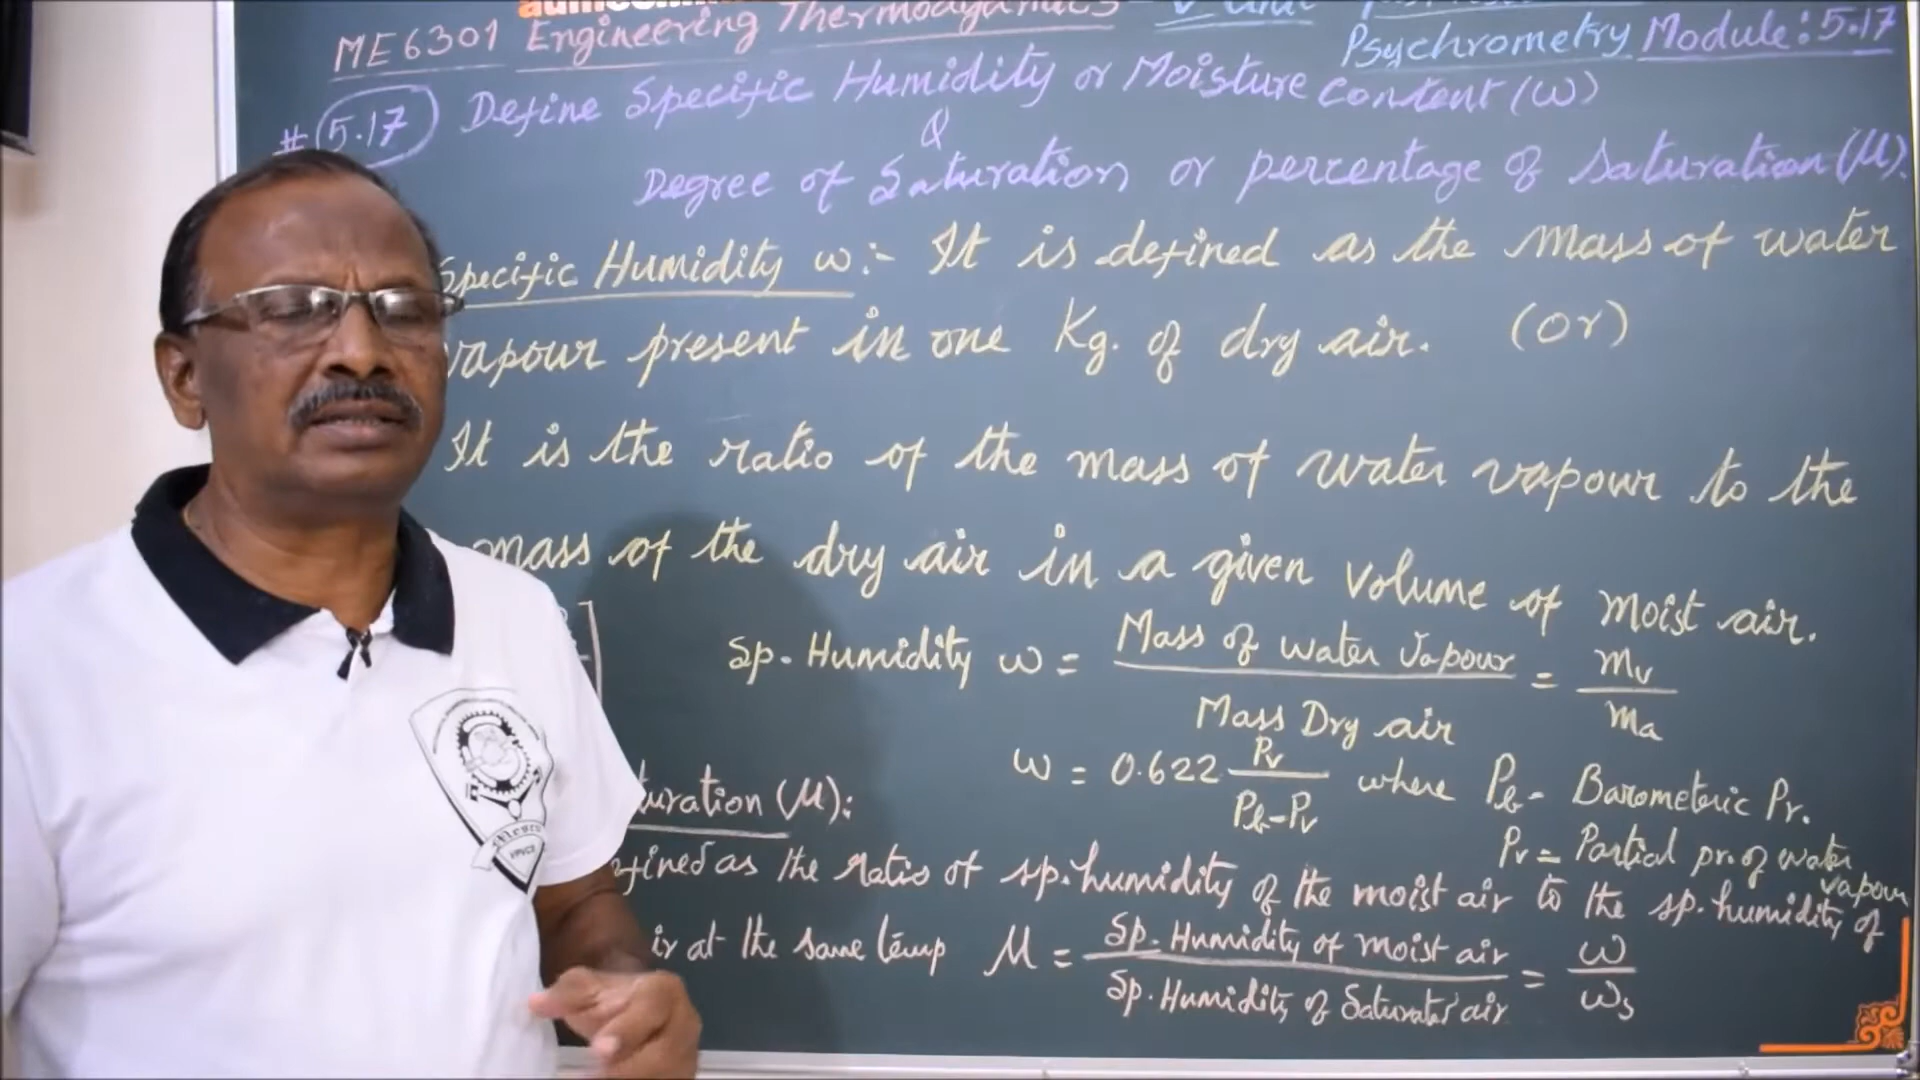 ME6301 Engineering Thermodynamics V Unit
Psychrometry Module: 5.17
# 5.17 Define Specific Humidity or Moisture Content (ω)
&
Degree of Saturation or percentage of Saturation (μ).
Specific Humidity ω:- It is defined as the mass of water
vapour present in one Kg. of dry air. (Or)
It is the ratio of the mass of water vapour to the
mass of the dry air in a given volume of moist air.
Sp. Humidity ω = Mass of water Vapour / Mass Dry air = mv / ma
ω = 0.622 Pv / Pb-Pv where Pb - Barometeric Pr.
Pv = Partial pr. of water vapour
turation (μ):
fined as the ratio of sp. humidity of the moist air to the sp. humidity of
ir at the same temp μ = Sp. Humidity of moist air / Sp. Humidity of Saturated air = ω / ωs